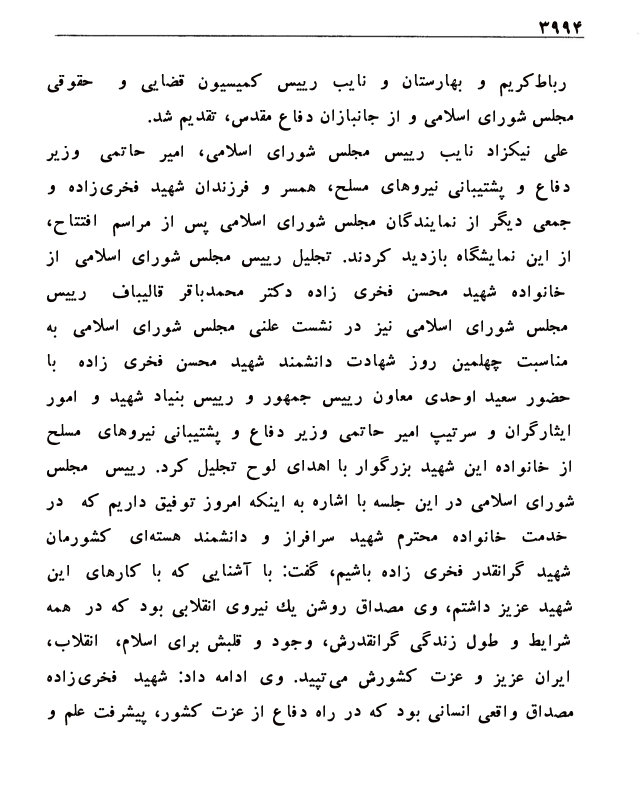 ۳۹۹۴
رباط‌کریم و بهارستان و نایب رییس کمیسیون قضایی و حقوقی
مجلس شورای اسلامی و از جانبازان دفاع مقدس، تقدیم شد.
علی نیکزاد نایب رییس مجلس شورای اسلامی، امیر حاتمی وزیر
دفاع و پشتیبانی نیروهای مسلح، همسر و فرزندان شهید فخری‌زاده و
جمعی دیگر از نمایندگان مجلس شورای اسلامی پس از مراسم افتتاح،
از این نمایشگاه بازدید کردند. تجلیل رییس مجلس شورای اسلامی از
خانواده شهید محسن فخری زاده دکتر محمدباقر قالیباف رییس
مجلس شورای اسلامی نیز در نشست علنی مجلس شورای اسلامی به
مناسبت چهلمین روز شهادت دانشمند شهید محسن فخری زاده با
حضور سعید اوحدی معاون رییس جمهور و رییس بنیاد شهید و امور
ایثارگران و سرتیپ امیر حاتمی وزیر دفاع و پشتیبانی نیروهای مسلح
از خانواده این شهید بزرگوار با اهدای لوح تجلیل کرد. رییس مجلس
شورای اسلامی در این جلسه با اشاره به اینکه امروز توفیق داریم که در
خدمت خانواده محترم شهید سرافراز و دانشمند هسته‌ای کشورمان
شهید گرانقدر فخری زاده باشیم، گفت: با آشنایی که با کارهای این
شهید عزیز داشتم، وی مصداق روشن یك نیروی انقلابی بود که در همه
شرایط و طول زندگی گرانقدرش، وجود و قلبش برای اسلام، انقلاب،
ایران عزیز و عزت کشورش می‌تپید. وی ادامه داد: شهید فخری‌زاده
مصداق واقعی انسانی بود که در راه دفاع از عزت کشور، پیشرفت علم و